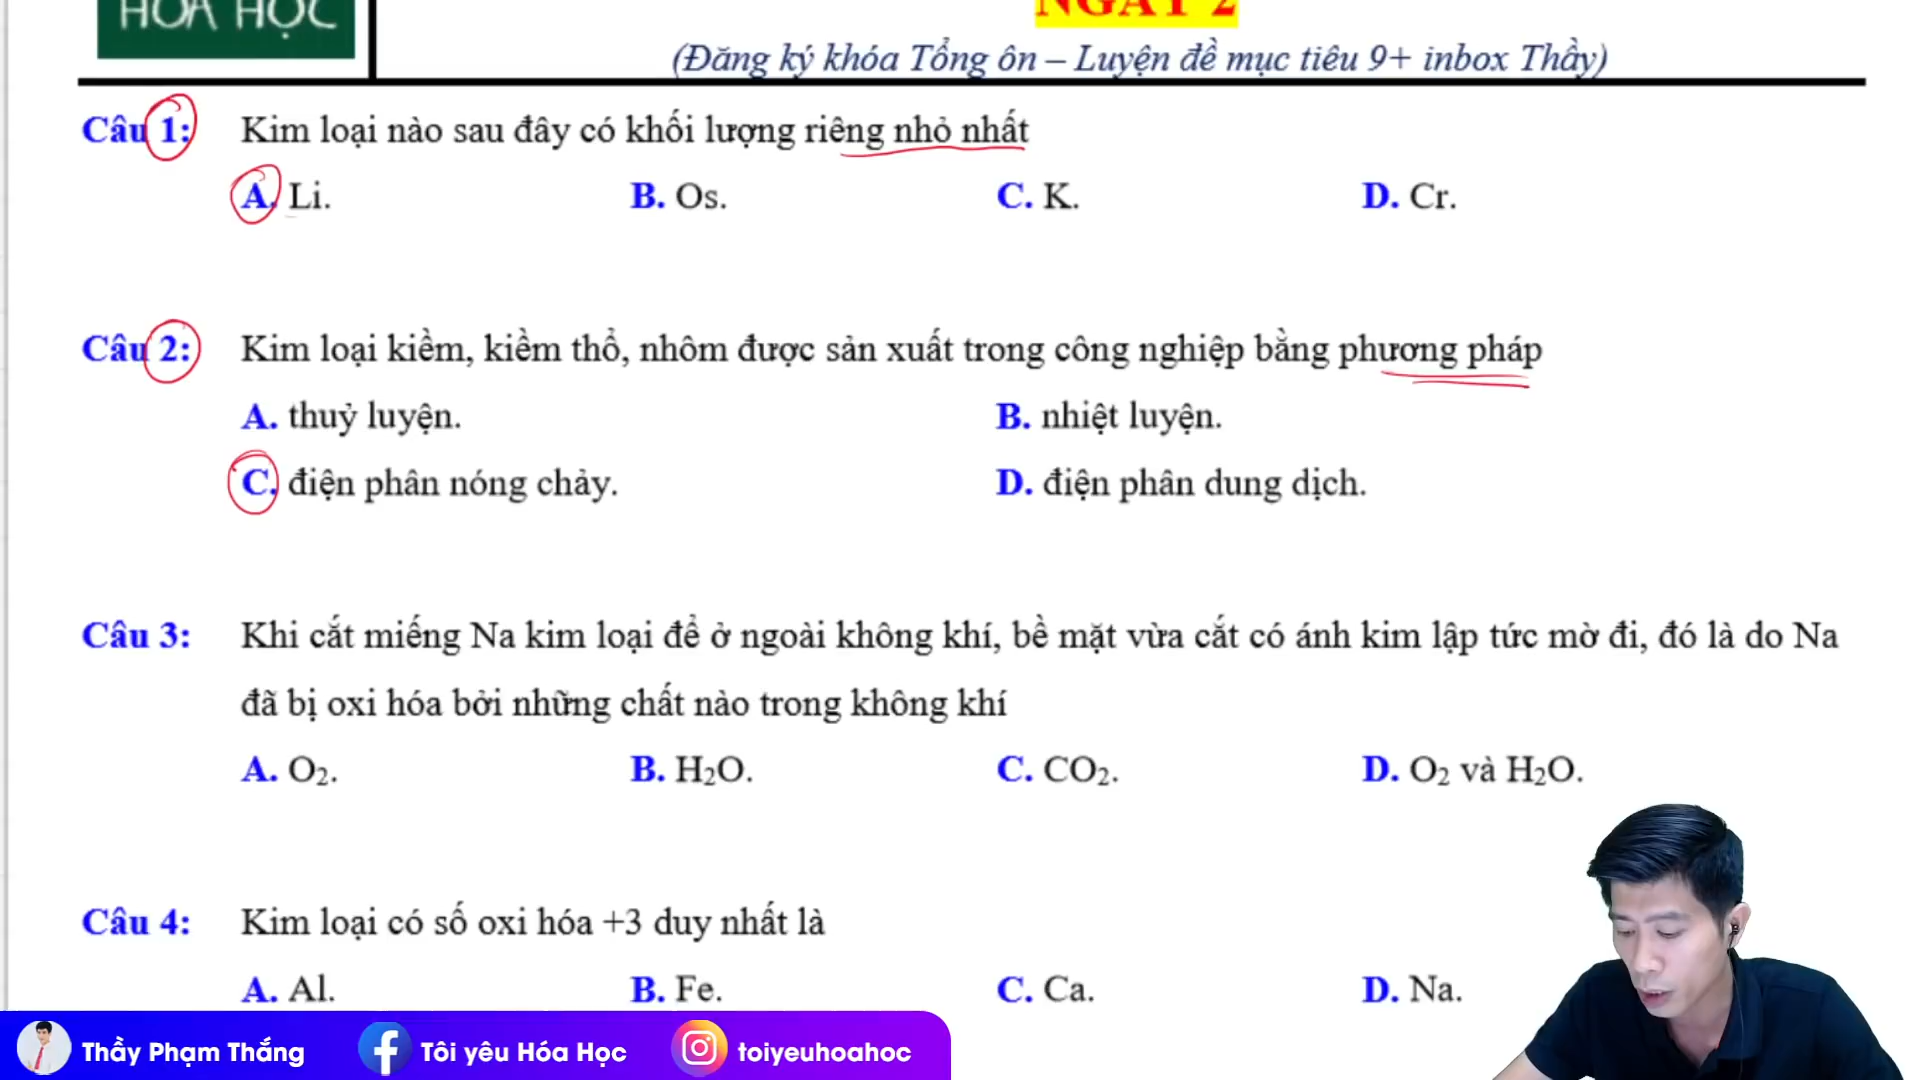 HÓA HỌC
NGÀY 2
(Đăng ký khóa Tổng ôn – Luyện đề mục tiêu 9+ inbox Thầy)
Câu 1: Kim loại nào sau đây có khối lượng riêng nhỏ nhất
A. Li. B. Os. C. K. D. Cr.
Câu 2: Kim loại kiềm, kiềm thổ, nhôm được sản xuất trong công nghiệp bằng phương pháp
A. thuỷ luyện. B. nhiệt luyện.
C. điện phân nóng chảy. D. điện phân dung dịch.
Câu 3: Khi cắt miếng Na kim loại để ở ngoài không khí, bề mặt vừa cắt có ánh kim lập tức mờ đi, đó là do Na
đã bị oxi hóa bởi những chất nào trong không khí
A. O₂. B. H₂O. C. CO₂. D. O₂ và H₂O.
Câu 4: Kim loại có số oxi hóa +3 duy nhất là
A. Al. B. Fe. C. Ca. D. Na.
Thầy Phạm Thắng Tôi yêu Hóa Học toiyeuhoahoc